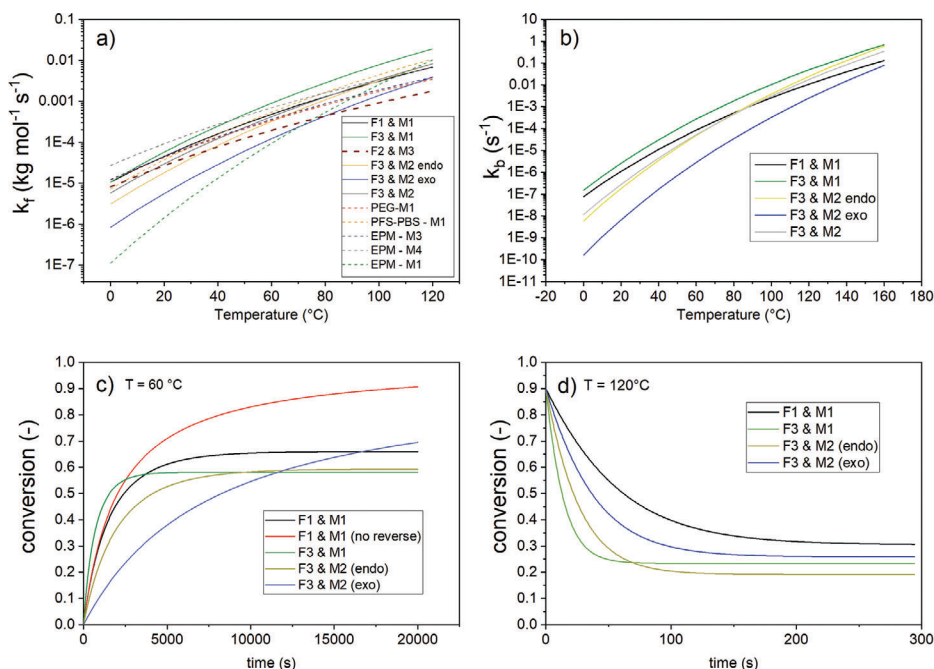 a)
k_f (kg mol⁻¹ s⁻¹)
0.1
0.01
0.001
1E-4
1E-5
1E-6
1E-7
0 20 40 60 80 100 120
Temperature (°C)
F1 & M1
F3 & M1
F2 & M3
F3 & M2 endo
F3 & M2 exo
F3 & M2
PEG-M1
PFS-PBS - M1
EPM - M3
EPM - M4
EPM - M1
b)
k_b (s⁻¹)
1
0.1
0.01
1E-3
1E-4
1E-5
1E-6
1E-7
1E-8
1E-9
1E-10
1E-11
-20 0 20 40 60 80 100 120 140 160 180
Temperature (°C)
F1 & M1
F3 & M1
F3 & M2 endo
F3 & M2 exo
F3 & M2
c) T = 60 °C
conversion (-)
1.0
0.9
0.8
0.7
0.6
0.5
0.4
0.3
0.2
0.1
0.0
0 5000 10000 15000 20000
time (s)
F1 & M1
F1 & M1 (no reverse)
F3 & M1
F3 & M2 (endo)
F3 & M2 (exo)
d) T = 120°C
conversion (-)
1.0
0.9
0.8
0.7
0.6
0.5
0.4
0.3
0.2
0.1
0.0
0 100 200 300
time (s)
F1 & M1
F3 & M1
F3 & M2 (endo)
F3 & M2 (exo)